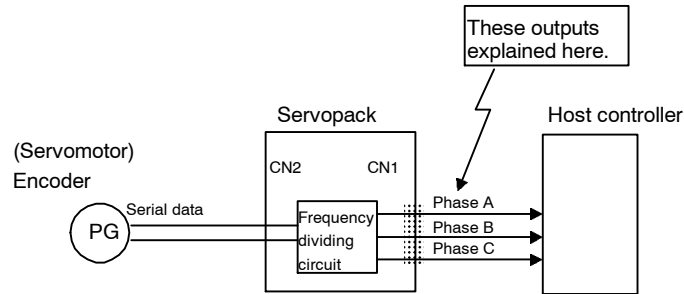 These outputs
explained here.
Servopack
Host controller
(Servomotor)
Encoder
CN2
CN1
PG
Serial data
Frequency
dividing
circuit
Phase A
Phase B
Phase C